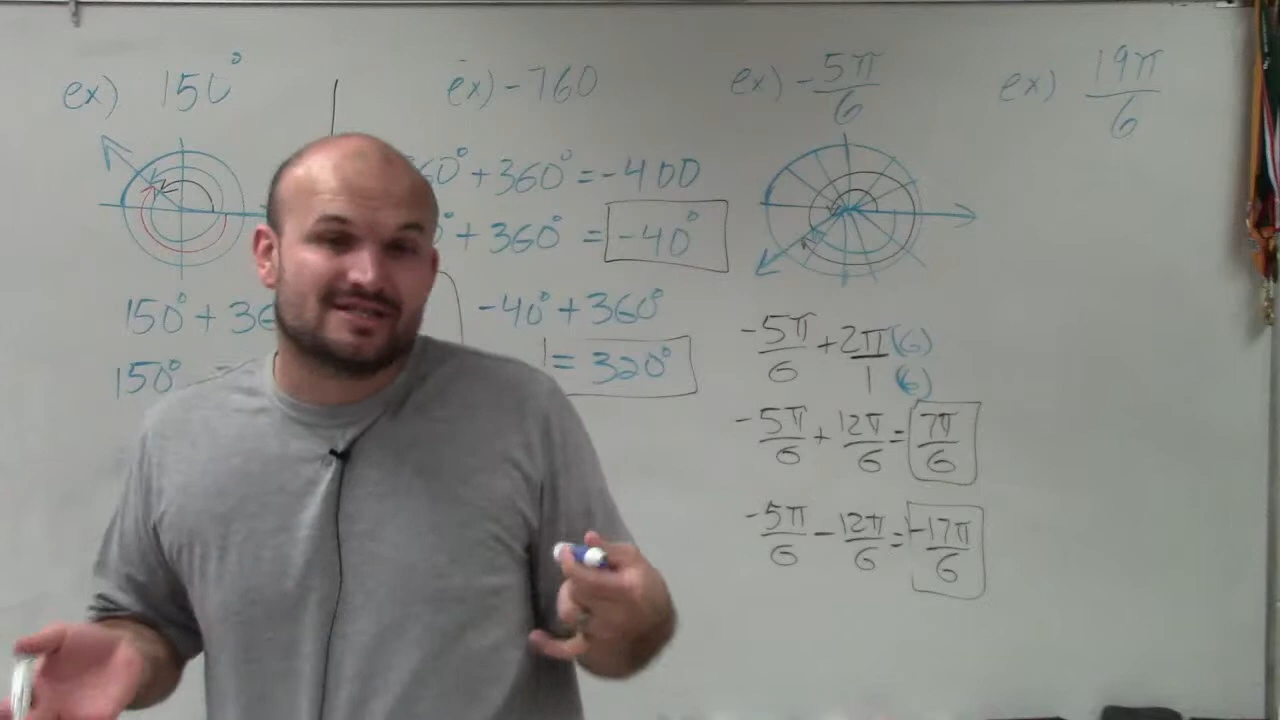 ex) 150°
150° + 36
150°
ex) -760
60° + 360° = -400
° + 360° = -40°
-40° + 360°
= 320°
ex) -5π/6
-5π/6 + 2π/1 (6)/(6)
-5π/6 + 12π/6 = 7π/6
-5π/6 - 12π/6 = -17π/6
ex) 19π/6